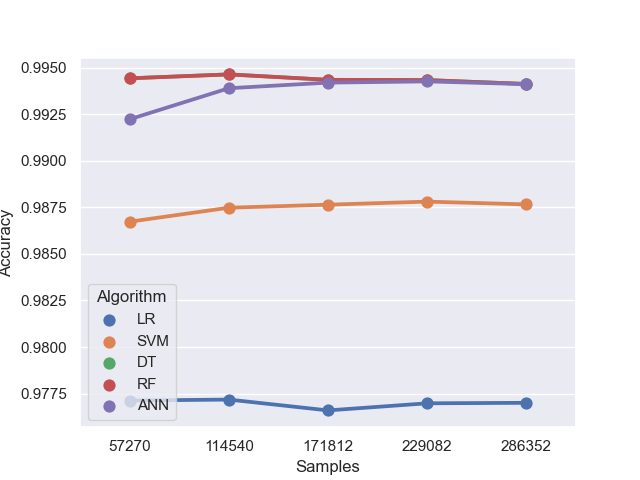 0.9950
0.9925
0.9900
0.9875
0.9850
0.9825
0.9800
0.9775
Accuracy
Algorithm
LR
SVM
DT
RF
ANN
57270 114540 171812 229082 286352
Samples